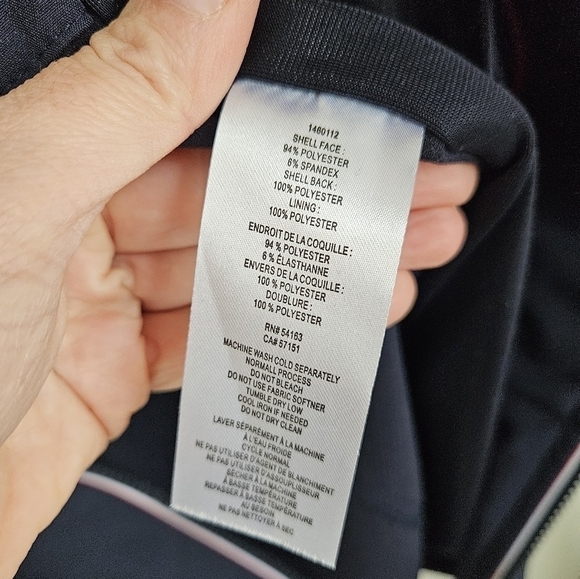 1460112
SHELL FACE :
94% POLYESTER
6% SPANDEX
SHELL BACK :
100% POLYESTER
LINING :
100% POLYESTER
ENDROIT DE LA COQUILLE :
94 % POLYESTER
6 % ÉLASTHANNE
ENVERS DE LA COQUILLE :
100 % POLYESTER
DOUBLURE :
100 % POLYESTER
RN# 54163
CA# 57151
MACHINE WASH COLD SEPARATELY
NORMALL PROCESS
DO NOT BLEACH
DO NOT USE FABRIC SOFTNER
TUMBLE DRY LOW
COOL IRON IF NEEDED
DO NOT DRY CLEAN
LAVER SÉPARÉMENT À LA MACHINE
À L'EAU FROIDE
CYCLE NORMAL
NE PAS UTILISER D'AGENT DE BLANCHIMENT
NE PAS UTILISER D'ASSOUPLISSEUR
SÉCHER À LA MACHINE
À BASSE TEMPÉRATURE
REPASSER À BASSE TEMPÉRATURE
AU BESOIN
NE PAS NETTOYER À SEC